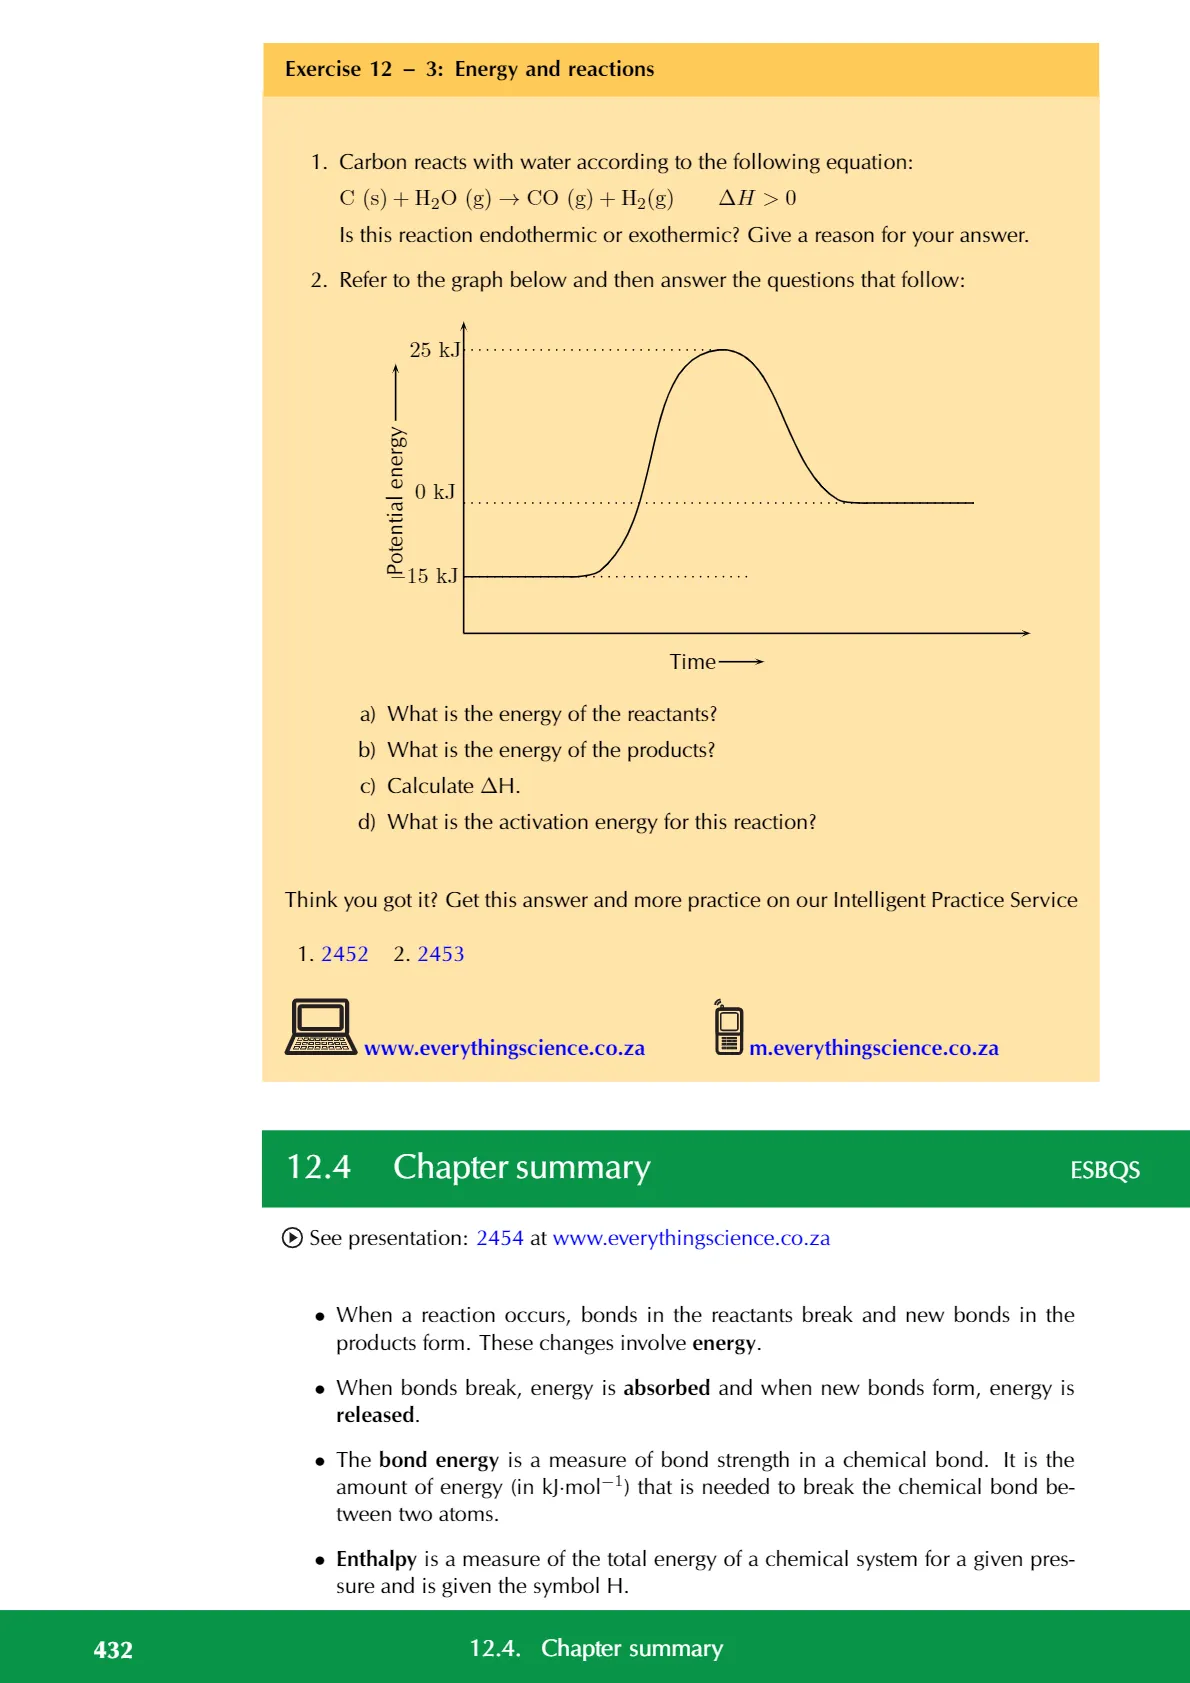 Exercise 12 – 3: Energy and reactions
1. Carbon reacts with water according to the following equation:
C (s) + H₂O (g) → CO (g) + H₂(g) ΔH > 0
Is this reaction endothermic or exothermic? Give a reason for your answer.
2. Refer to the graph below and then answer the questions that follow:
25 kJ
Potential energy
0 kJ
−15 kJ
Time
a) What is the energy of the reactants?
b) What is the energy of the products?
c) Calculate ΔH.
d) What is the activation energy for this reaction?
Think you got it? Get this answer and more practice on our Intelligent Practice Service
1. 2452 2. 2453
www.everythingscience.co.za m.everythingscience.co.za
12.4 Chapter summary ESBQS
See presentation: 2454 at www.everythingscience.co.za
• When a reaction occurs, bonds in the reactants break and new bonds in the
products form. These changes involve energy.
• When bonds break, energy is absorbed and when new bonds form, energy is
released.
• The bond energy is a measure of bond strength in a chemical bond. It is the
amount of energy (in kJ·mol⁻¹) that is needed to break the chemical bond be-
tween two atoms.
• Enthalpy is a measure of the total energy of a chemical system for a given pres-
sure and is given the symbol H.
432 12.4. Chapter summary